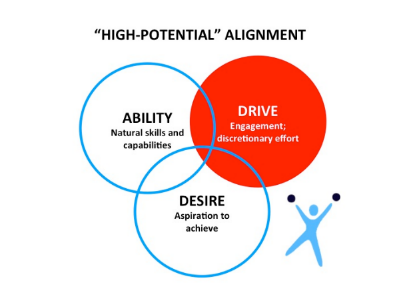 “HIGH-POTENTIAL” ALIGNMENT
ABILITY
Natural skills and
capabilities
DRIVE
Engagement;
discretionary effort
DESIRE
Aspiration to
achieve